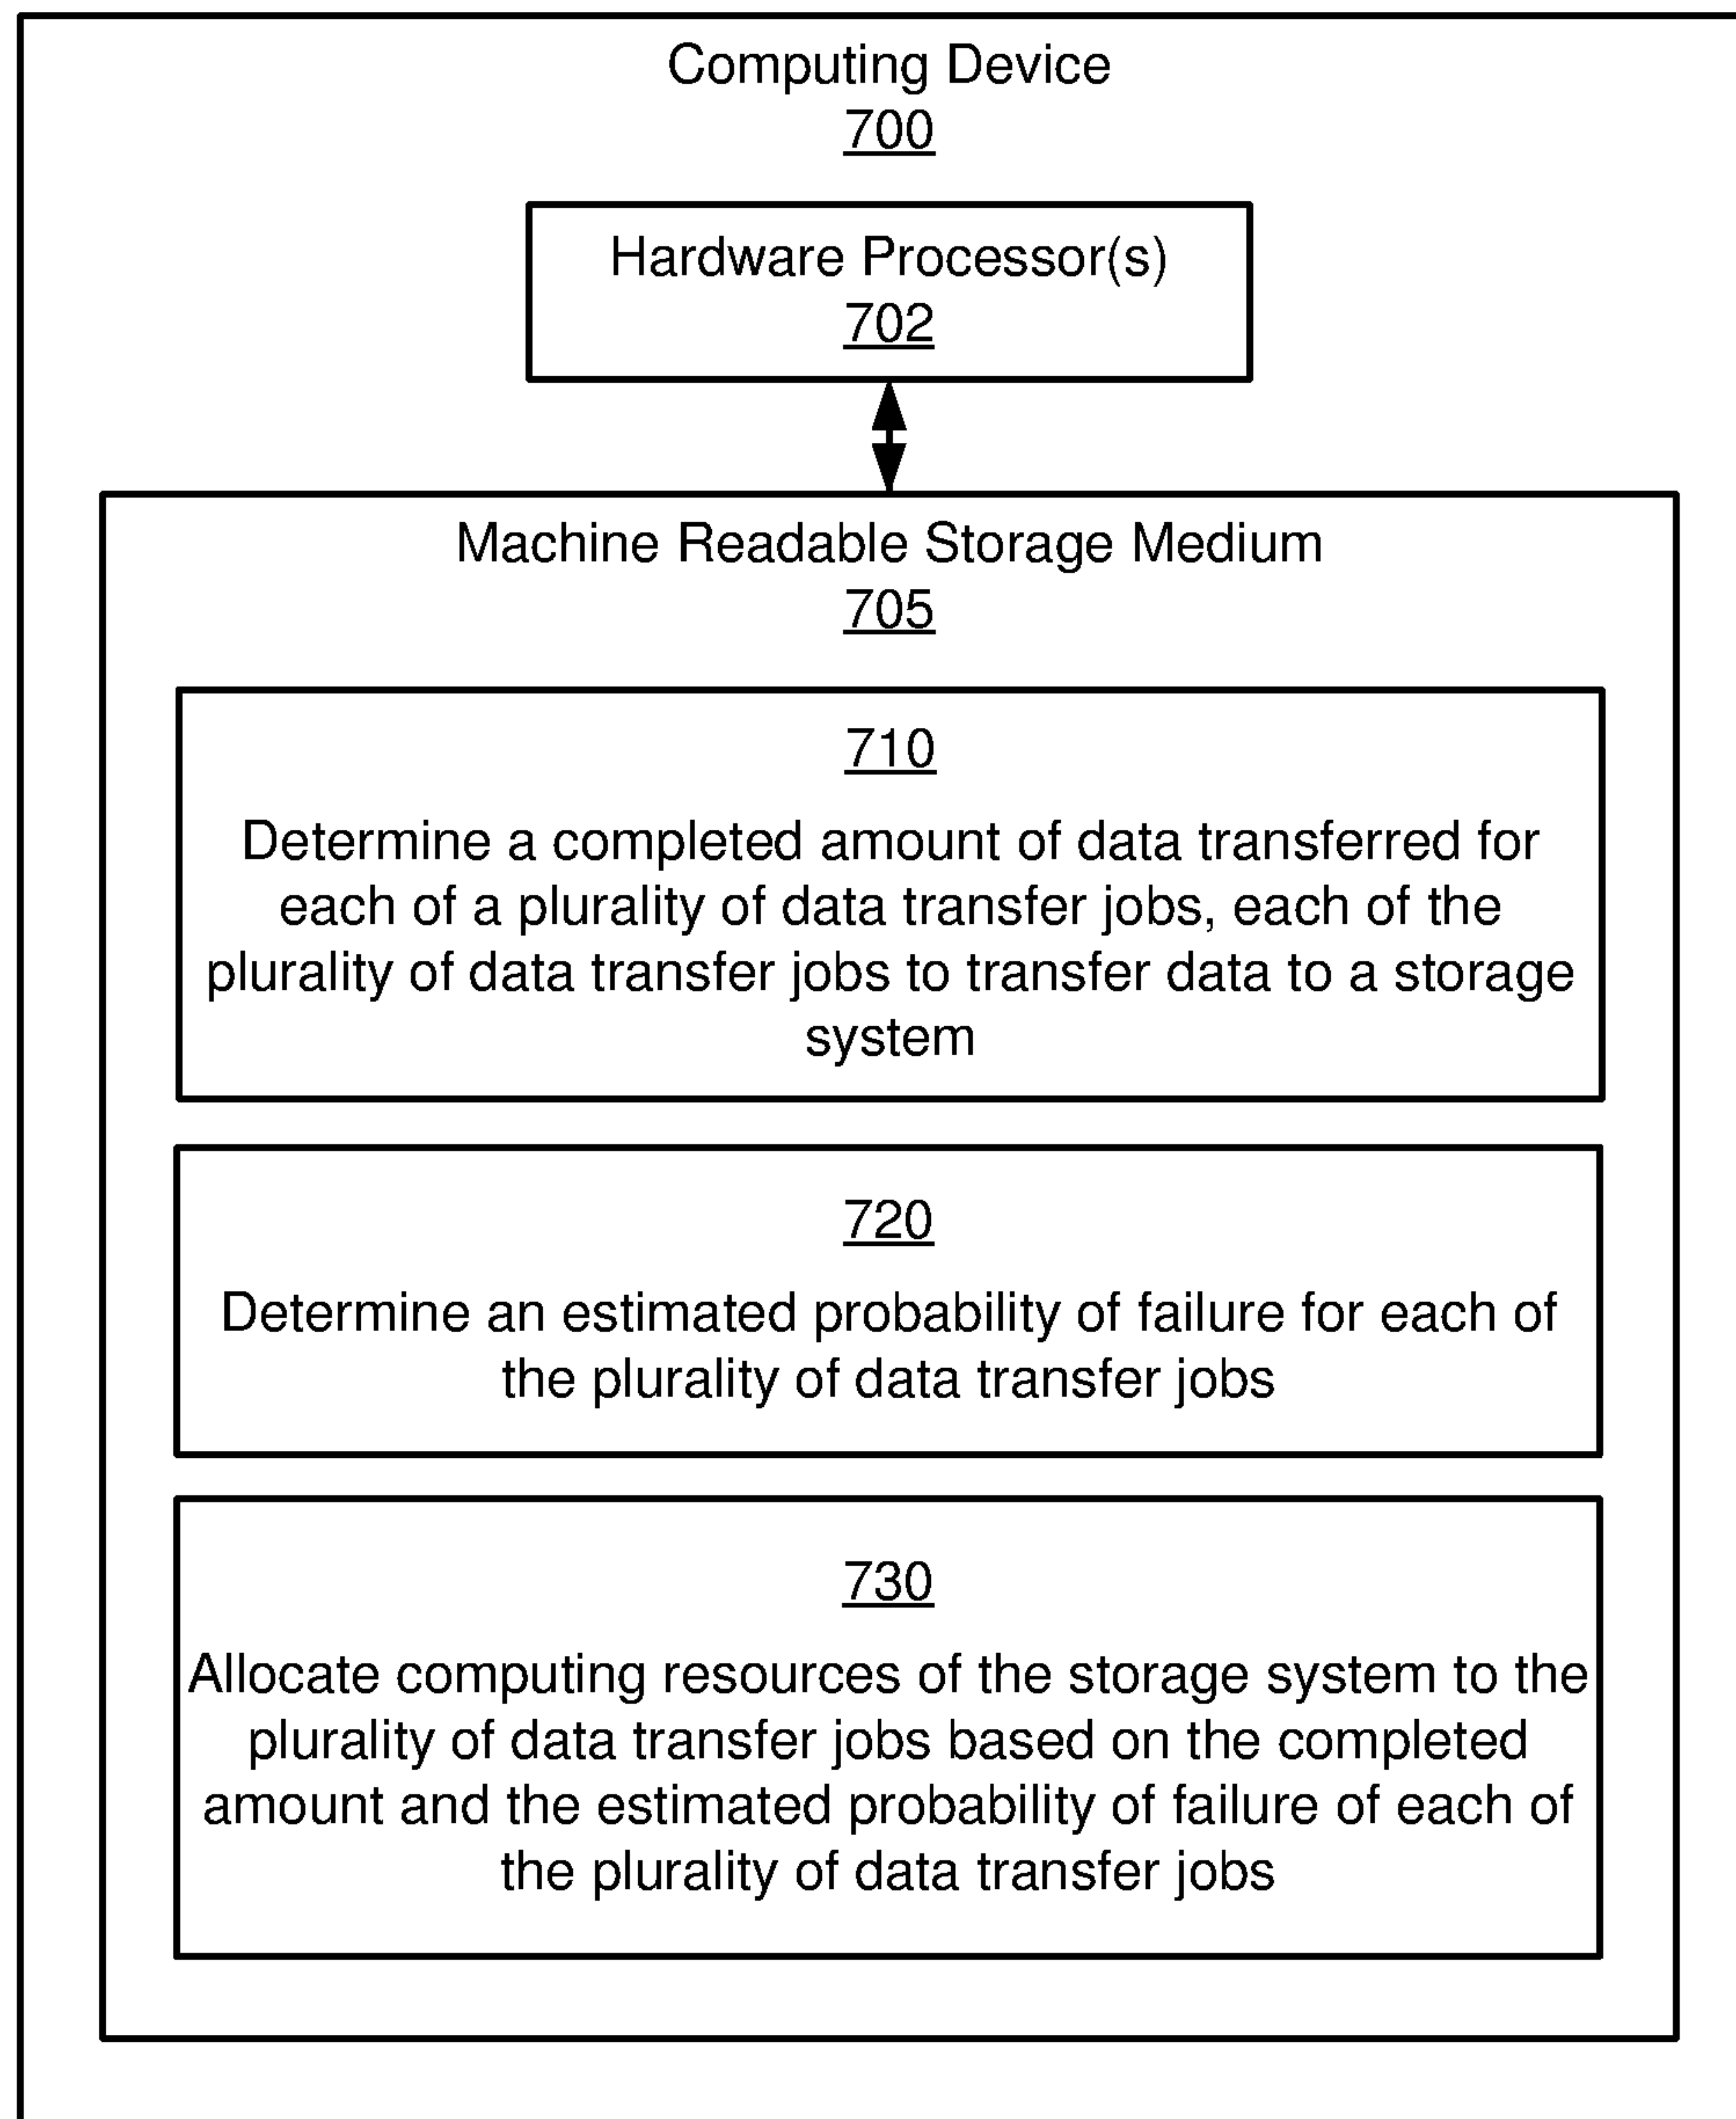 Computing Device
700
Hardware Processor(s)
702
Machine Readable Storage Medium
705
710
Determine a completed amount of data transferred for
each of a plurality of data transfer jobs, each of the
plurality of data transfer jobs to transfer data to a storage
system
720
Determine an estimated probability of failure for each of
the plurality of data transfer jobs
730
Allocate computing resources of the storage system to the
plurality of data transfer jobs based on the completed
amount and the estimated probability of failure of each of
the plurality of data transfer jobs